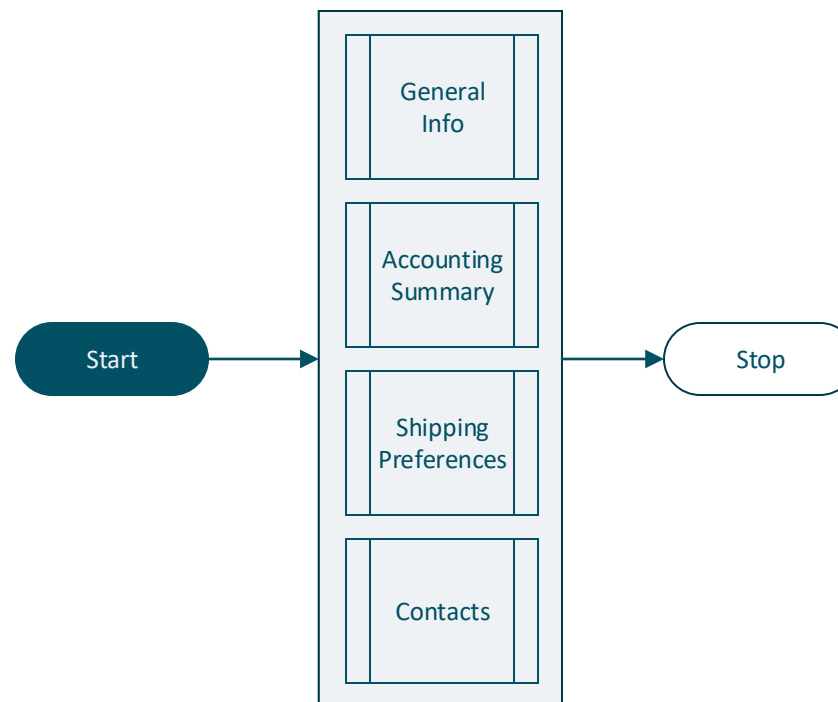 General
Info
Accounting
Summary
Start
Stop
Shipping
Preferences
Contacts